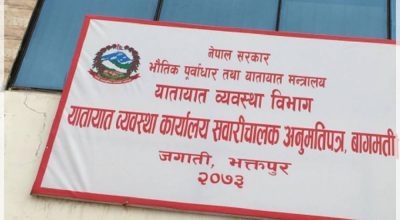 नेपाल सरकार
भौतिक पूर्वाधार तथा यातायात मन्त्रालय
यातायात व्यवस्था विभाग
यातायात व्यवस्था कार्यालय सवारीचालक अनुमतिपत्र, बागमती
जगाती, भक्तपुर
२०७३